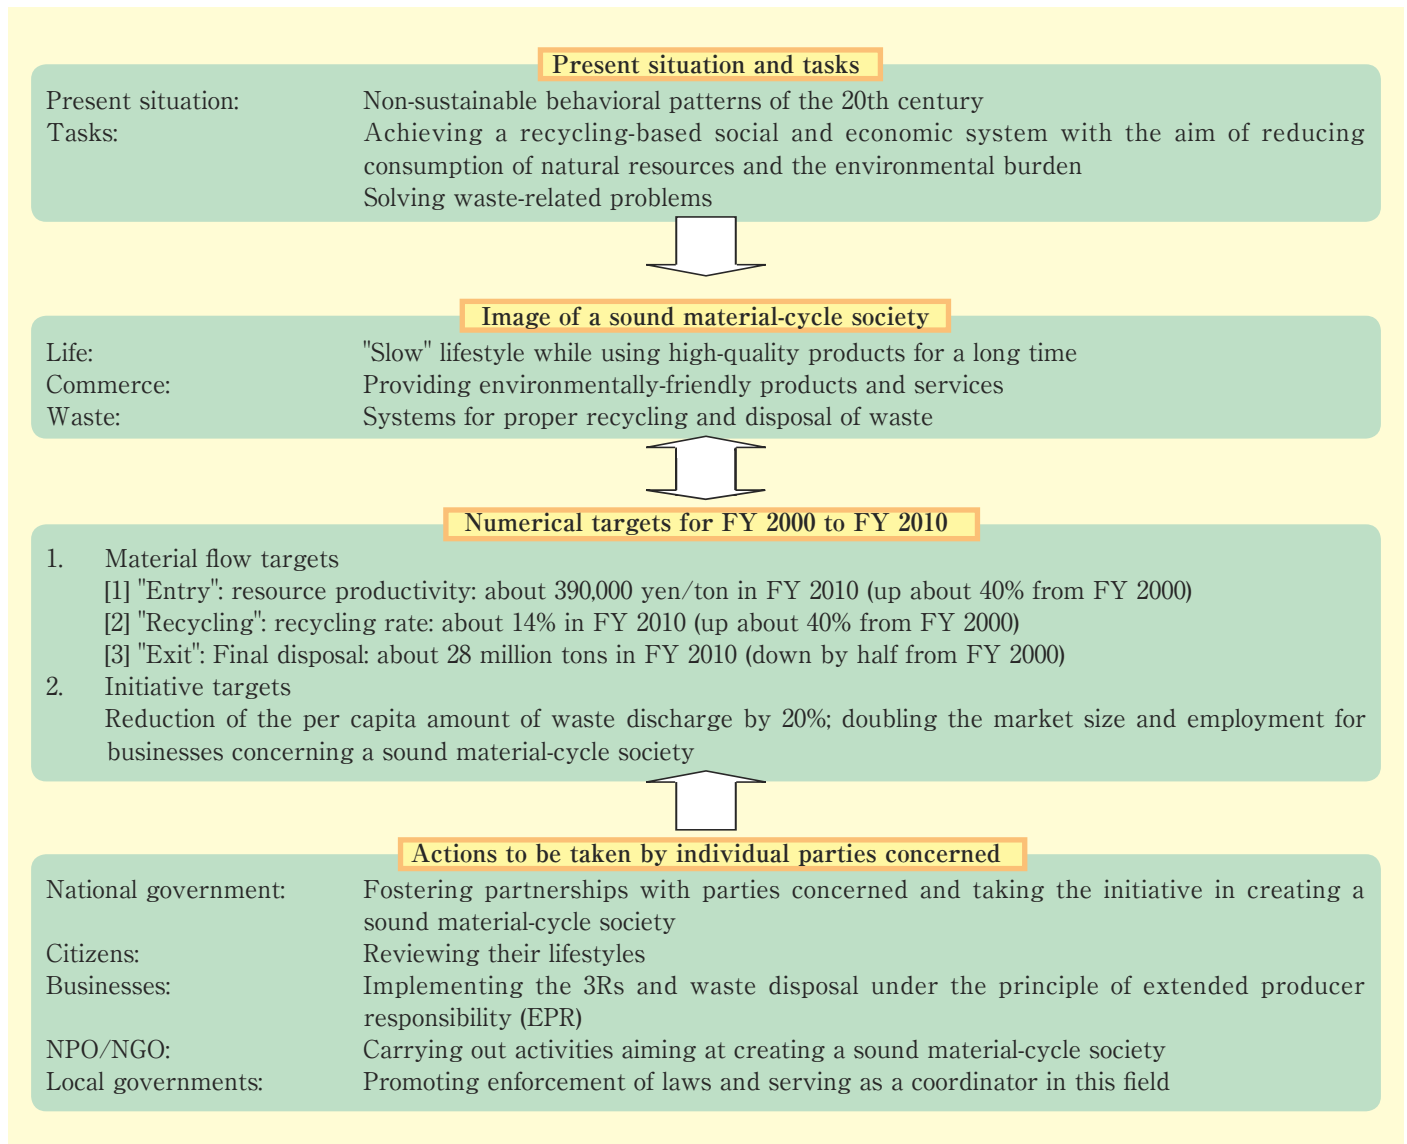 Present situation and tasks
Present situation: Non-sustainable behavioral patterns of the 20th century
Tasks: Achieving a recycling-based social and economic system with the aim of reducing
consumption of natural resources and the environmental burden
Solving waste-related problems
Image of a sound material-cycle society
Life: "Slow" lifestyle while using high-quality products for a long time
Commerce: Providing environmentally-friendly products and services
Waste: Systems for proper recycling and disposal of waste
Numerical targets for FY 2000 to FY 2010
1. Material flow targets
[1] "Entry": resource productivity: about 390,000 yen/ton in FY 2010 (up about 40% from FY 2000)
[2] "Recycling": recycling rate: about 14% in FY 2010 (up about 40% from FY 2000)
[3] "Exit": Final disposal: about 28 million tons in FY 2010 (down by half from FY 2000)
2. Initiative targets
Reduction of the per capita amount of waste discharge by 20%; doubling the market size and employment for
businesses concerning a sound material-cycle society
Actions to be taken by individual parties concerned
National government: Fostering partnerships with parties concerned and taking the initiative in creating a
sound material-cycle society
Citizens: Reviewing their lifestyles
Businesses: Implementing the 3Rs and waste disposal under the principle of extended producer
responsibility (EPR)
NPO/NGO: Carrying out activities aiming at creating a sound material-cycle society
Local governments: Promoting enforcement of laws and serving as a coordinator in this field